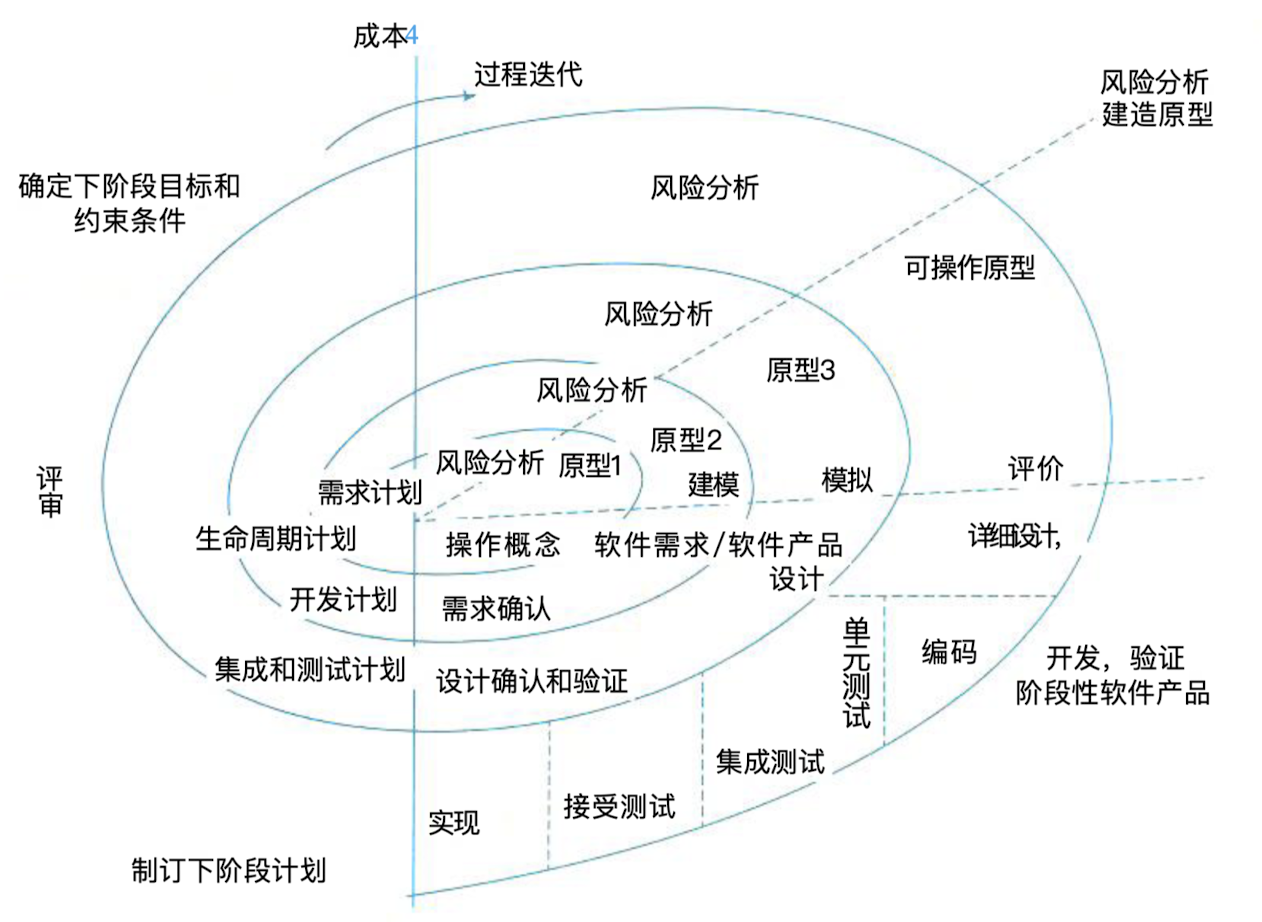 成本4
过程迭代
风险分析
建造原型
确定下阶段目标和
约束条件
风险分析
可操作原型
风险分析
原型3
风险分析
原型2
风险分析
原型1
建模
模拟
评价
需求计划
评审
生命周期计划
操作概念
软件需求/软件产品
设计
详细设计,
开发计划
需求确认
单元测试
编码
开发，验证
阶段性软件产品
集成和测试计划
设计确认和验证
集成测试
接受测试
实现
制订下阶段计划